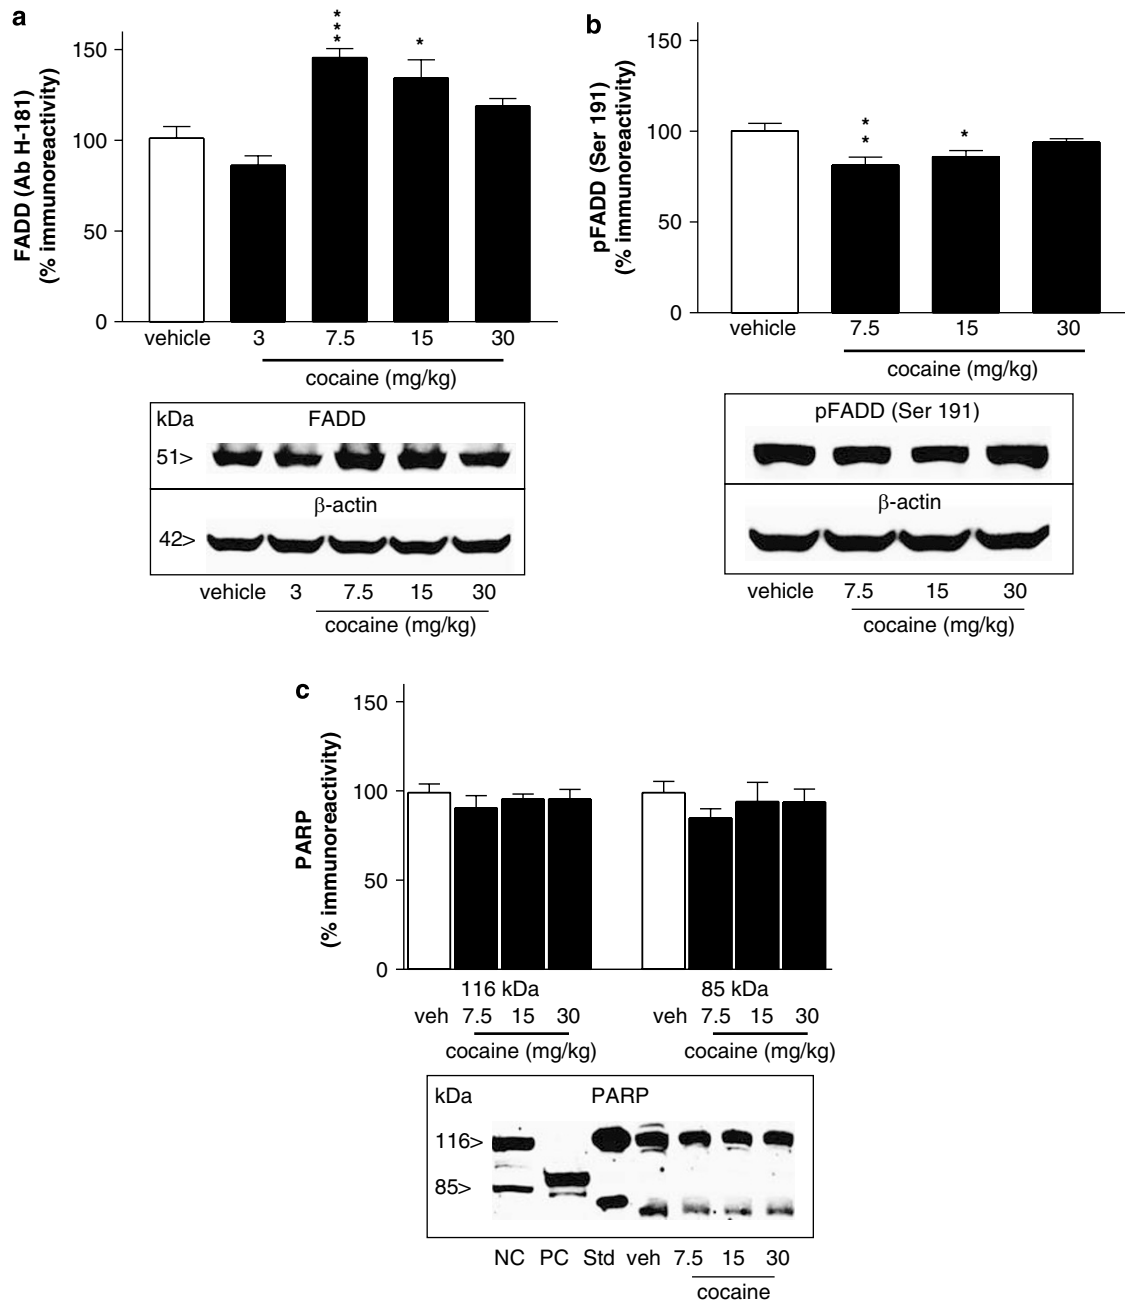 a
FADD (Ab H-181)
(% immunoreactivity)
150
100
50
0
***
*
vehicle 3 7.5 15 30
cocaine (mg/kg)
kDa FADD
51>
β-actin
42>
vehicle 3 7.5 15 30
cocaine (mg/kg)
b
pFADD (Ser 191)
(% immunoreactivity)
150
100
50
0
**
*
vehicle 7.5 15 30
cocaine (mg/kg)
pFADD (Ser 191)
β-actin
vehicle 7.5 15 30
cocaine (mg/kg)
c
PARP
(% immunoreactivity)
150
100
50
0
116 kDa 85 kDa
veh 7.5 15 30 veh 7.5 15 30
cocaine (mg/kg) cocaine (mg/kg)
kDa PARP
116>
85>
NC PC Std veh 7.5 15 30
cocaine